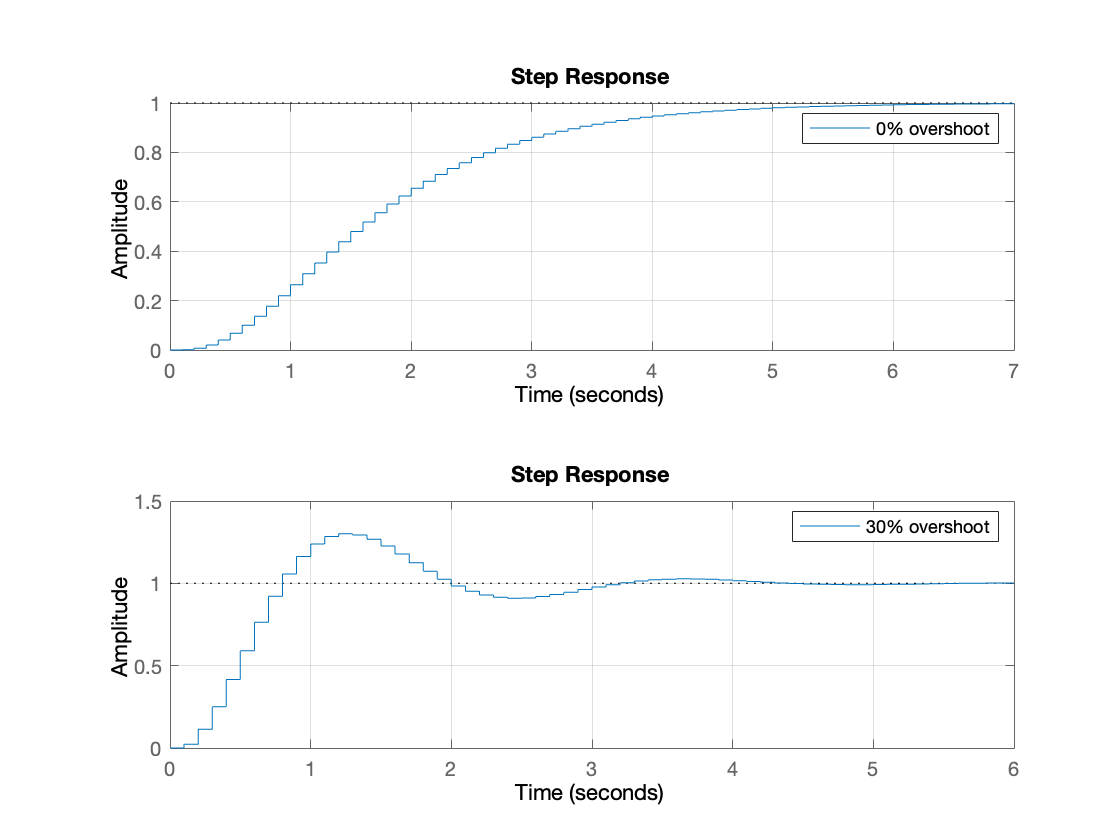 Step Response
1
0% overshoot
0.8
0.6
0.4
0.2
0
Amplitude
0 1 2 3 4 5 6 7
Time (seconds)
Step Response
1.5
30% overshoot
1
0.5
0
Amplitude
0 1 2 3 4 5 6
Time (seconds)